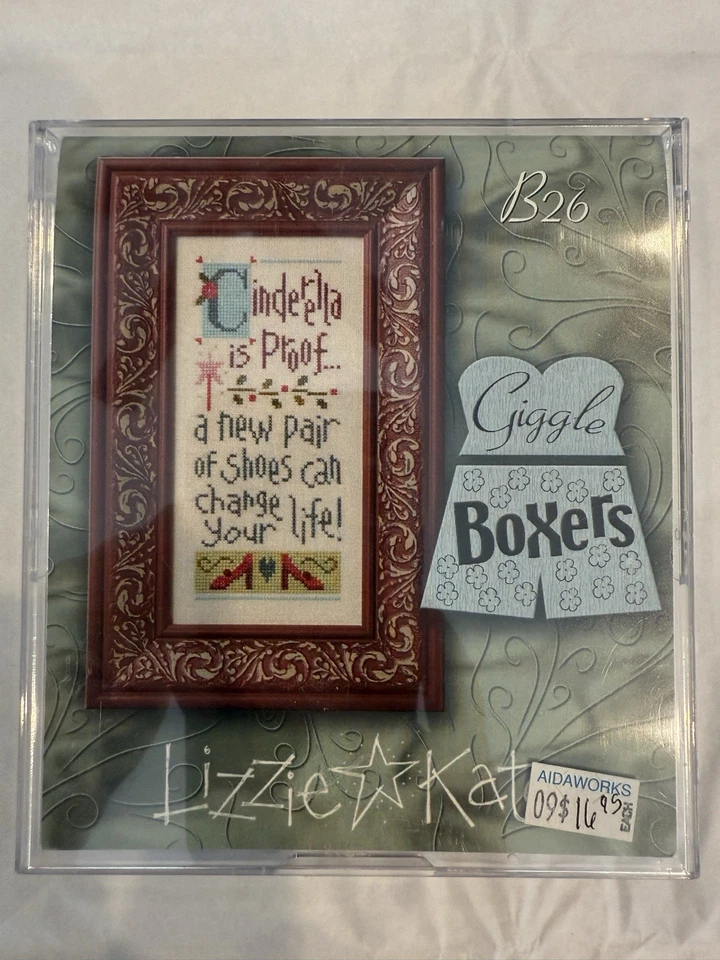 B26
Cinderella
is Proof...
a new pair
of shoes can
change
your life!
Giggle
Boxers
Lizzie Kat
AIDAWORKS
09$ 16.95 EACH